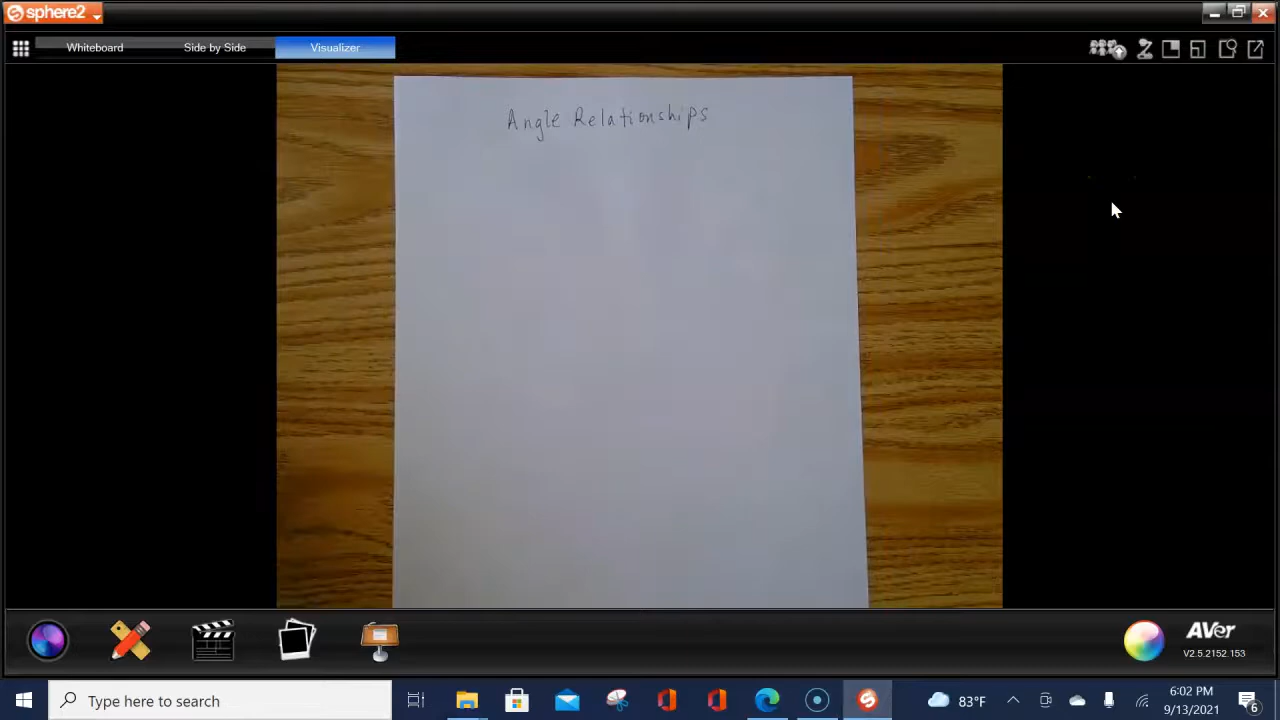 sphere2
Whiteboard
Side by Side
Visualizer
Angle Relationships
AVer
V2.5.2152.153
Type here to search
83°F
6:02 PM
9/13/2021
6